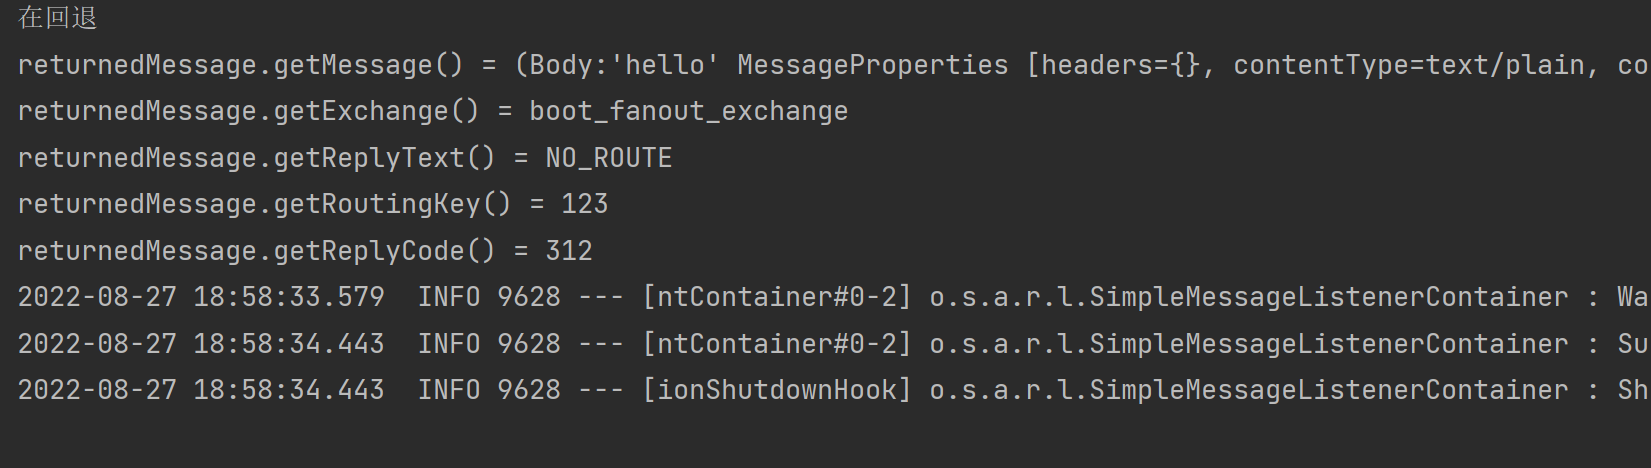 在回退
returnedMessage.getMessage() = (Body:'hello' MessageProperties [headers={}, contentType=text/plain, co
returnedMessage.getExchange() = boot_fanout_exchange
returnedMessage.getReplyText() = NO_ROUTE
returnedMessage.getRoutingKey() = 123
returnedMessage.getReplyCode() = 312
2022-08-27 18:58:33.579  INFO 9628 --- [ntContainer#0-2] o.s.a.r.l.SimpleMessageListenerContainer : Wa
2022-08-27 18:58:34.443  INFO 9628 --- [ntContainer#0-2] o.s.a.r.l.SimpleMessageListenerContainer : Su
2022-08-27 18:58:34.443  INFO 9628 --- [ionShutdownHook] o.s.a.r.l.SimpleMessageListenerContainer : Sh